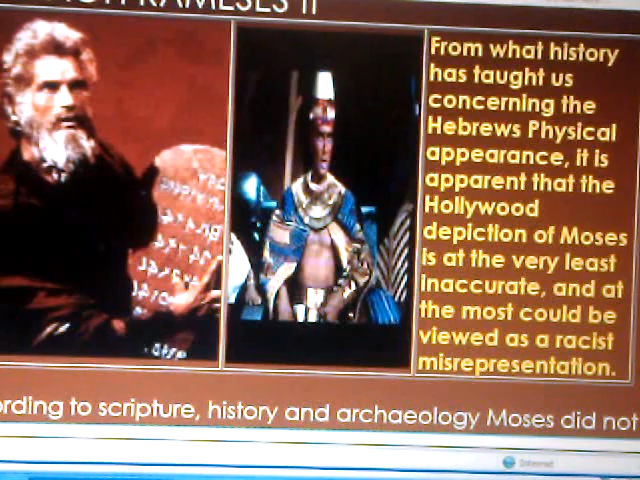 RAMESES II
From what history
has taught us
concerning the
Hebrews Physical
appearance, it is
apparent that the
Hollywood
depiction of Moses
is at the very least
inaccurate, and at
the most could be
viewed as a racist
misrepresentation.
ording to scripture, history and archaeology Moses did not
Internet